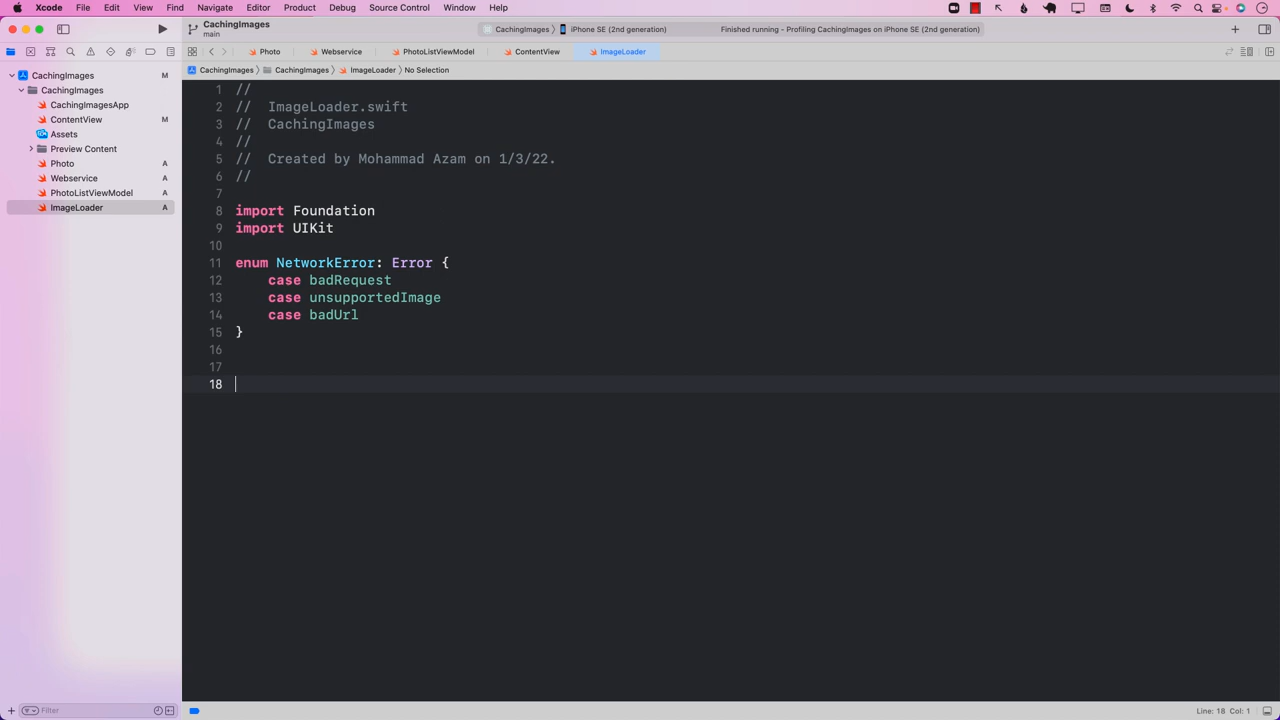 Xcode File Edit View Find Navigate Editor Product Debug Source Control Window Help
CachingImages
main
CachingImages 〉 iPhone SE (2nd generation)
Finished running - Profiling CachingImages on iPhone SE (2nd generation)
Photo Webservice PhotoListViewModel ContentView ImageLoader
CachingImages 〉 CachingImages 〉 ImageLoader 〉 No Selection
CachingImages M
CachingImages
CachingImagesApp
ContentView M
Assets
Preview Content
Photo A
Webservice A
PhotoListViewModel A
ImageLoader A
Filter
1 //
2 //  ImageLoader.swift
3 //  CachingImages
4 //
5 //  Created by Mohammad Azam on 1/3/22.
6 //
7
8 import Foundation
9 import UIKit
10
11 enum NetworkError: Error {
12     case badRequest
13     case unsupportedImage
14     case badUrl
15 }
16
17
18
Line: 18 Col: 1